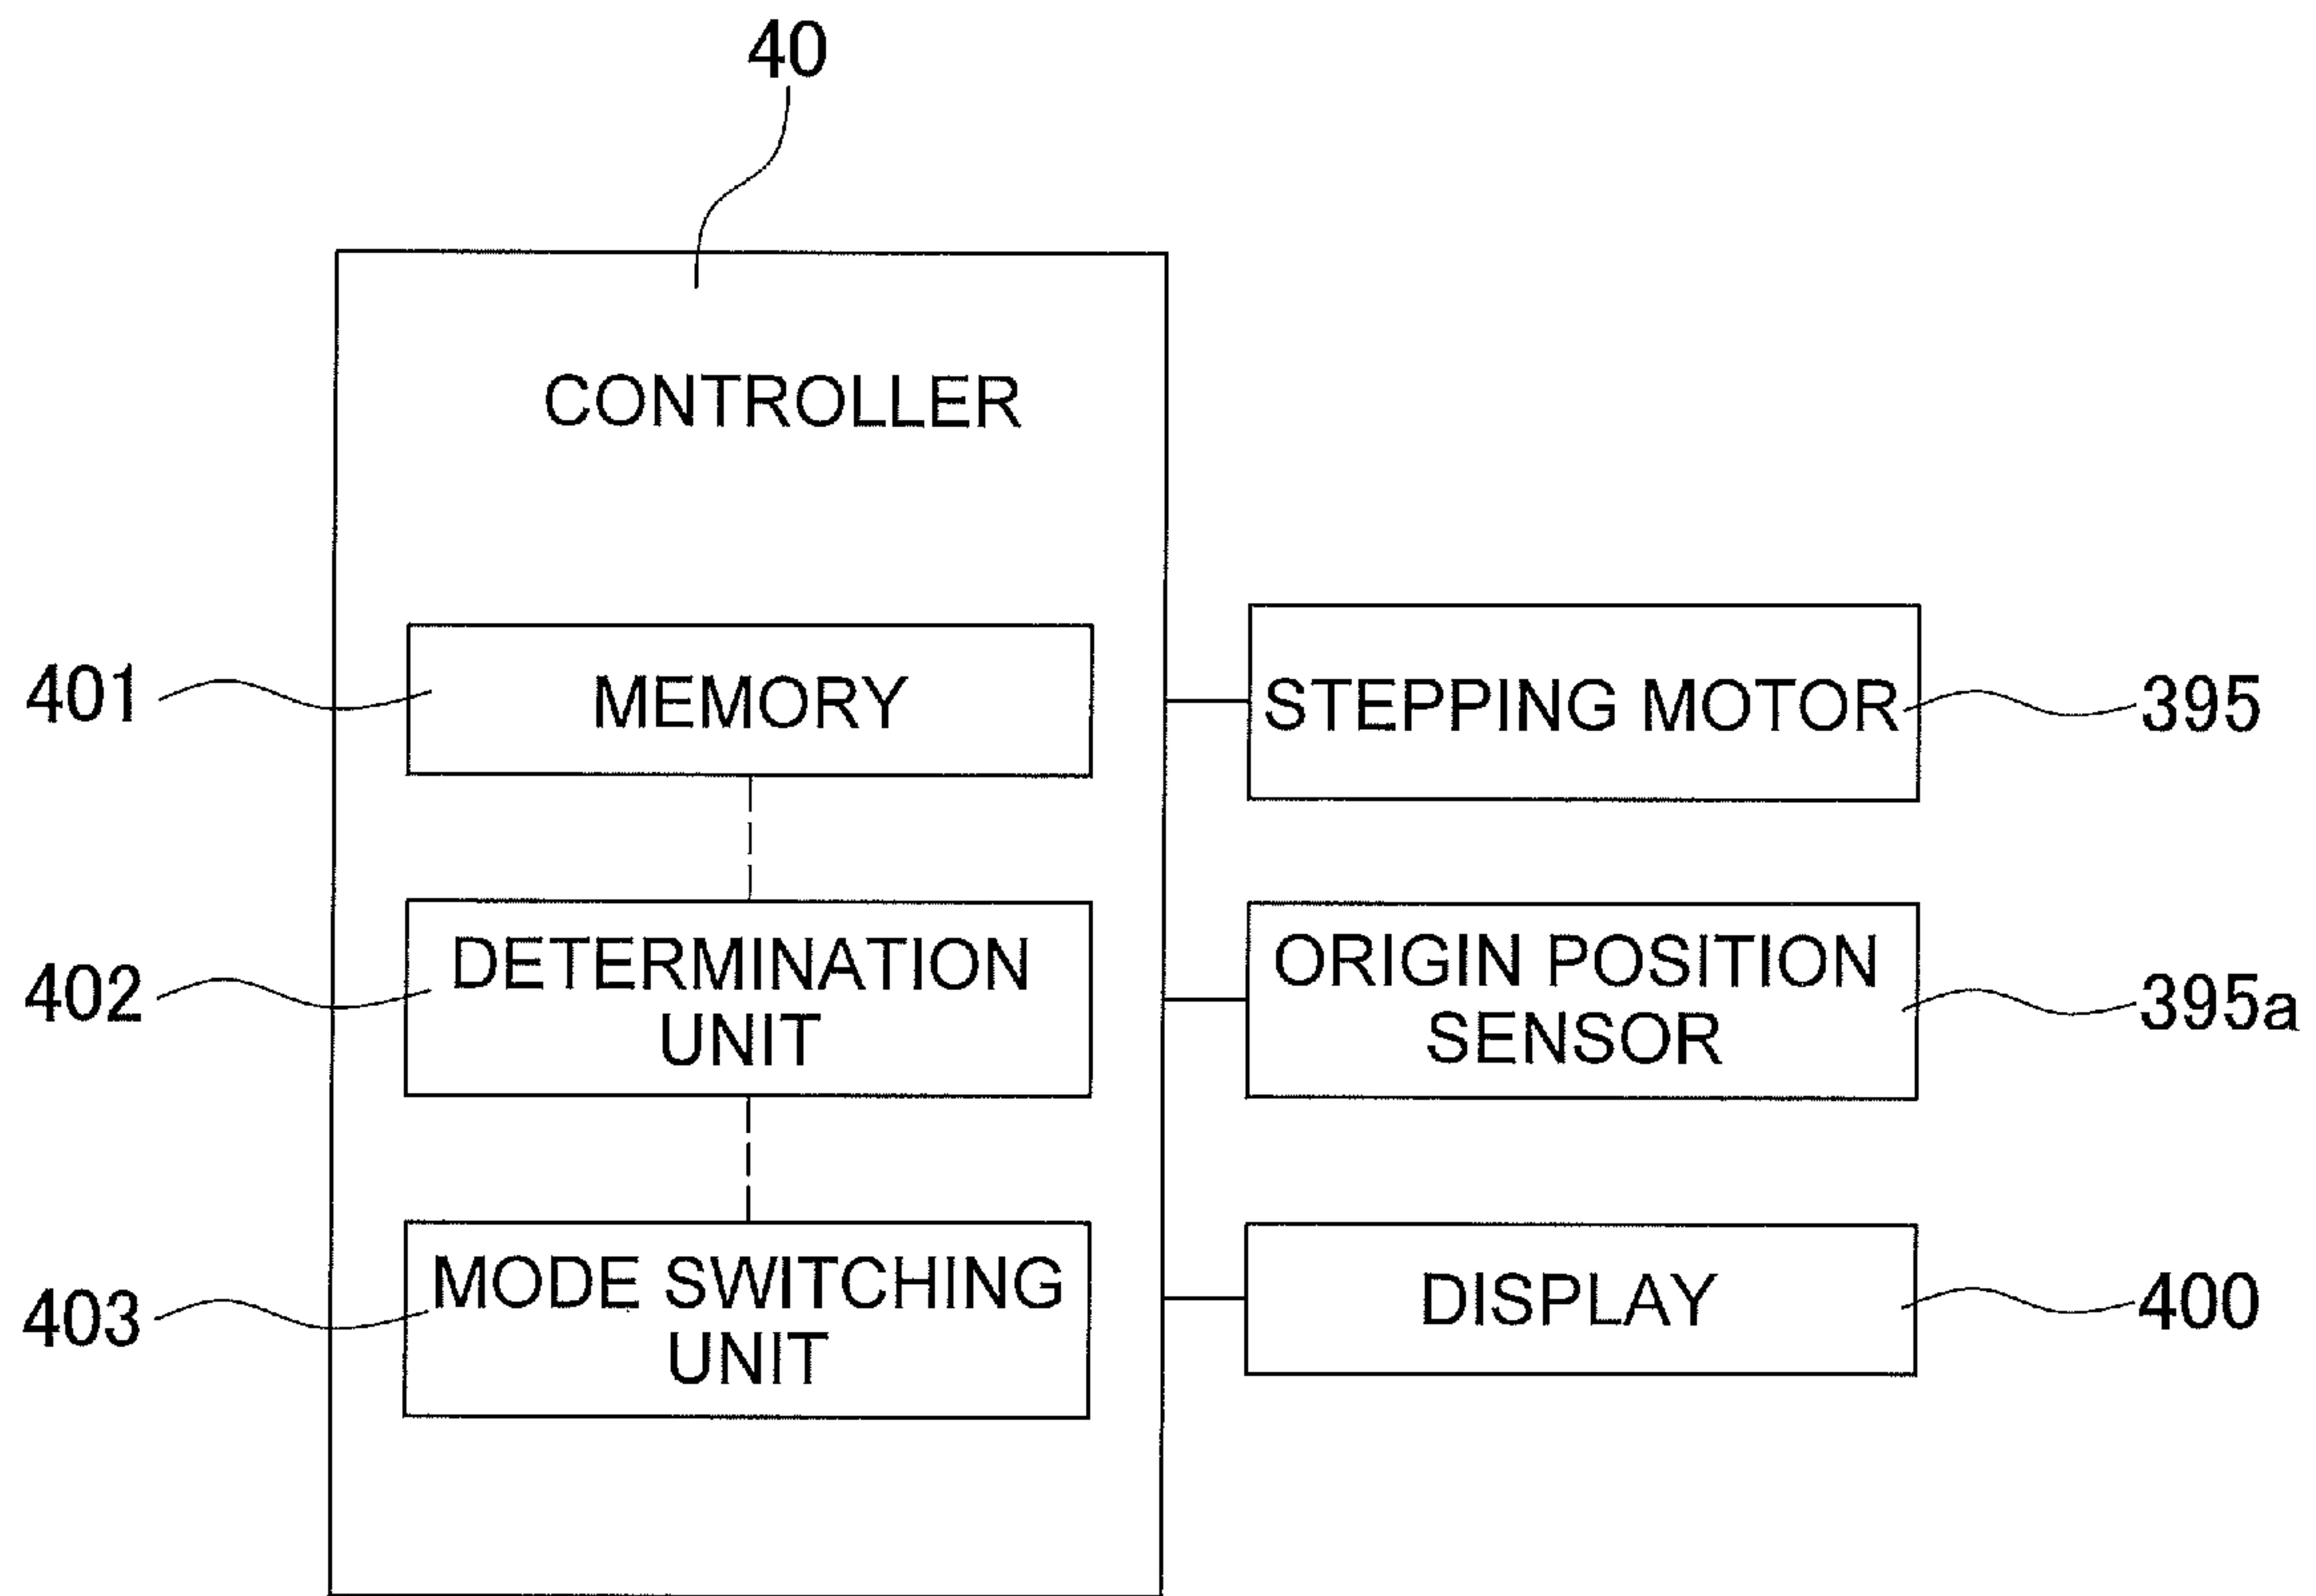 40
CONTROLLER
401
MEMORY
STEPPING MOTOR
395
402
DETERMINATION
UNIT
ORIGIN POSITION
SENSOR
395a
403
MODE SWITCHING
UNIT
DISPLAY
400